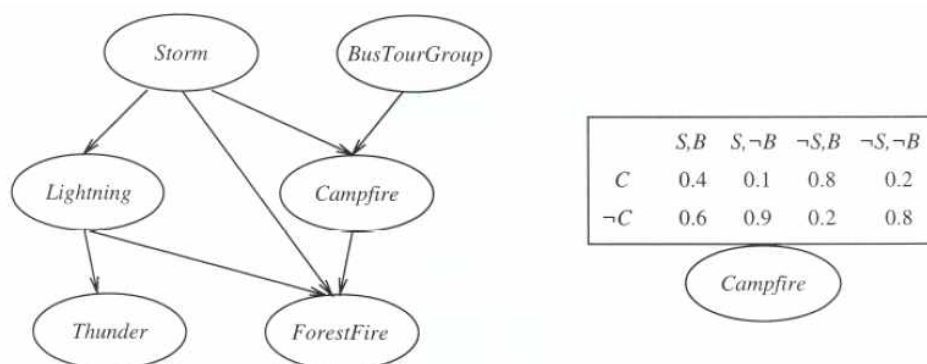 Storm BusTourGroup
Lightning Campfire
Thunder ForestFire
S,B S,¬B ¬S,B ¬S,¬B
C 0.4 0.1 0.8 0.2
¬C 0.6 0.9 0.2 0.8
Campfire